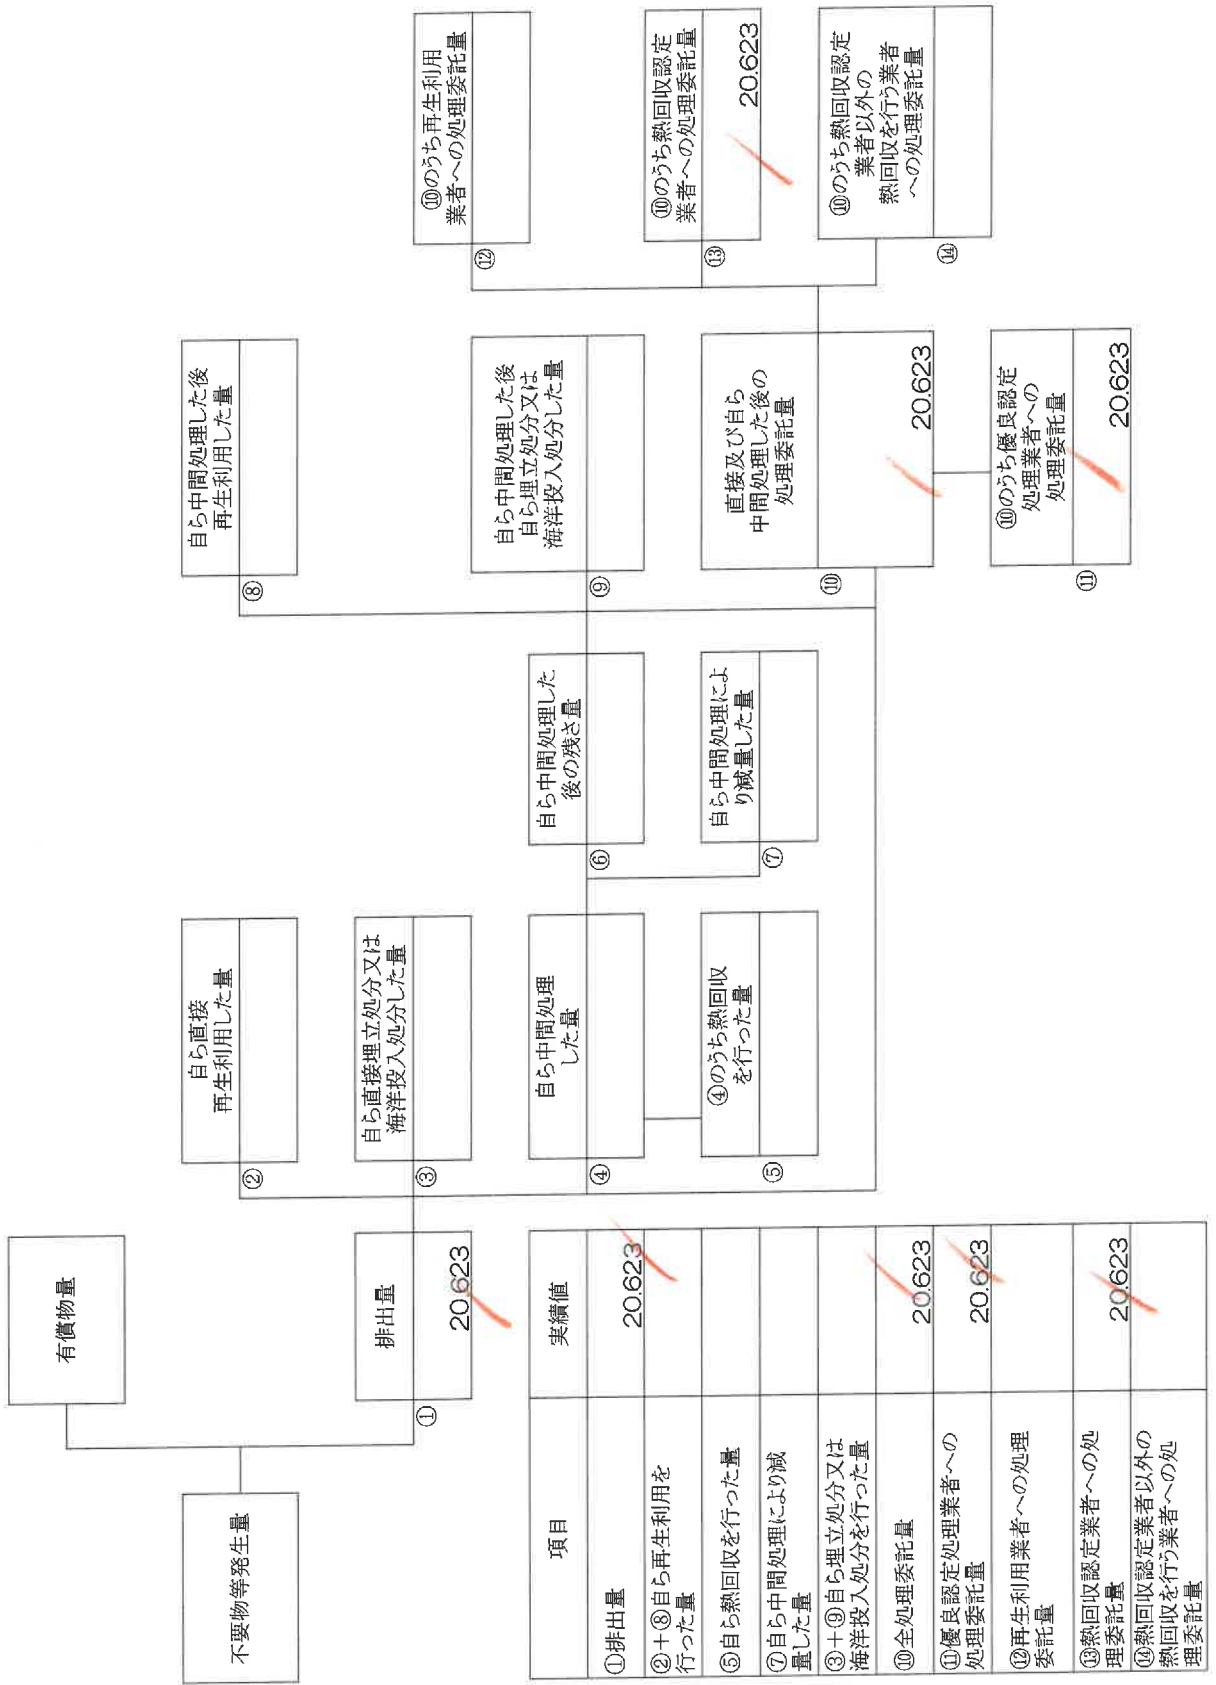 不要物等発生量
有償物量
①
排出量
20.623
②
自ら直接
再生利用した量
③
自ら直接埋立処分又は
海洋投入処分した量
④
自ら中間処理
した量
⑤
④のうち熱回収
を行った量
⑥
自ら中間処理した
後の残さ量
⑦
自ら中間処理によ
り減量した量
⑧
自ら中間処理した後
再生利用した量
⑨
自ら中間処理した後
自ら埋立処分又は
海洋投入処分した量
⑩
直接及び自ら
中間処理した後の
処理委託量
20.623
⑪
⑩のうち優良認定
処理業者への
処理委託量
20.623
⑫
⑩のうち再生利用
業者への処理委託量
⑬
⑩のうち熱回収認定
業者への処理委託量
20.623
⑭
⑩のうち熱回収認定
業者以外の
熱回収を行う業者
への処理委託量
項目 実績値
①排出量 20.623
②+⑧自ら再生利用を
行った量
⑤自ら熱回収を行った量
⑦自ら中間処理により減
量した量
③+⑨自ら埋立処分又は
海洋投入処分を行った量
⑩全処理委託量 20.623
⑪優良認定処理業者への
処理委託量 20.623
⑫再生利用業者への処理
委託量
⑬熱回収認定業者への処
理委託量 20.623
⑭熱回収認定業者以外の
熱回収を行う業者への処
理委託量